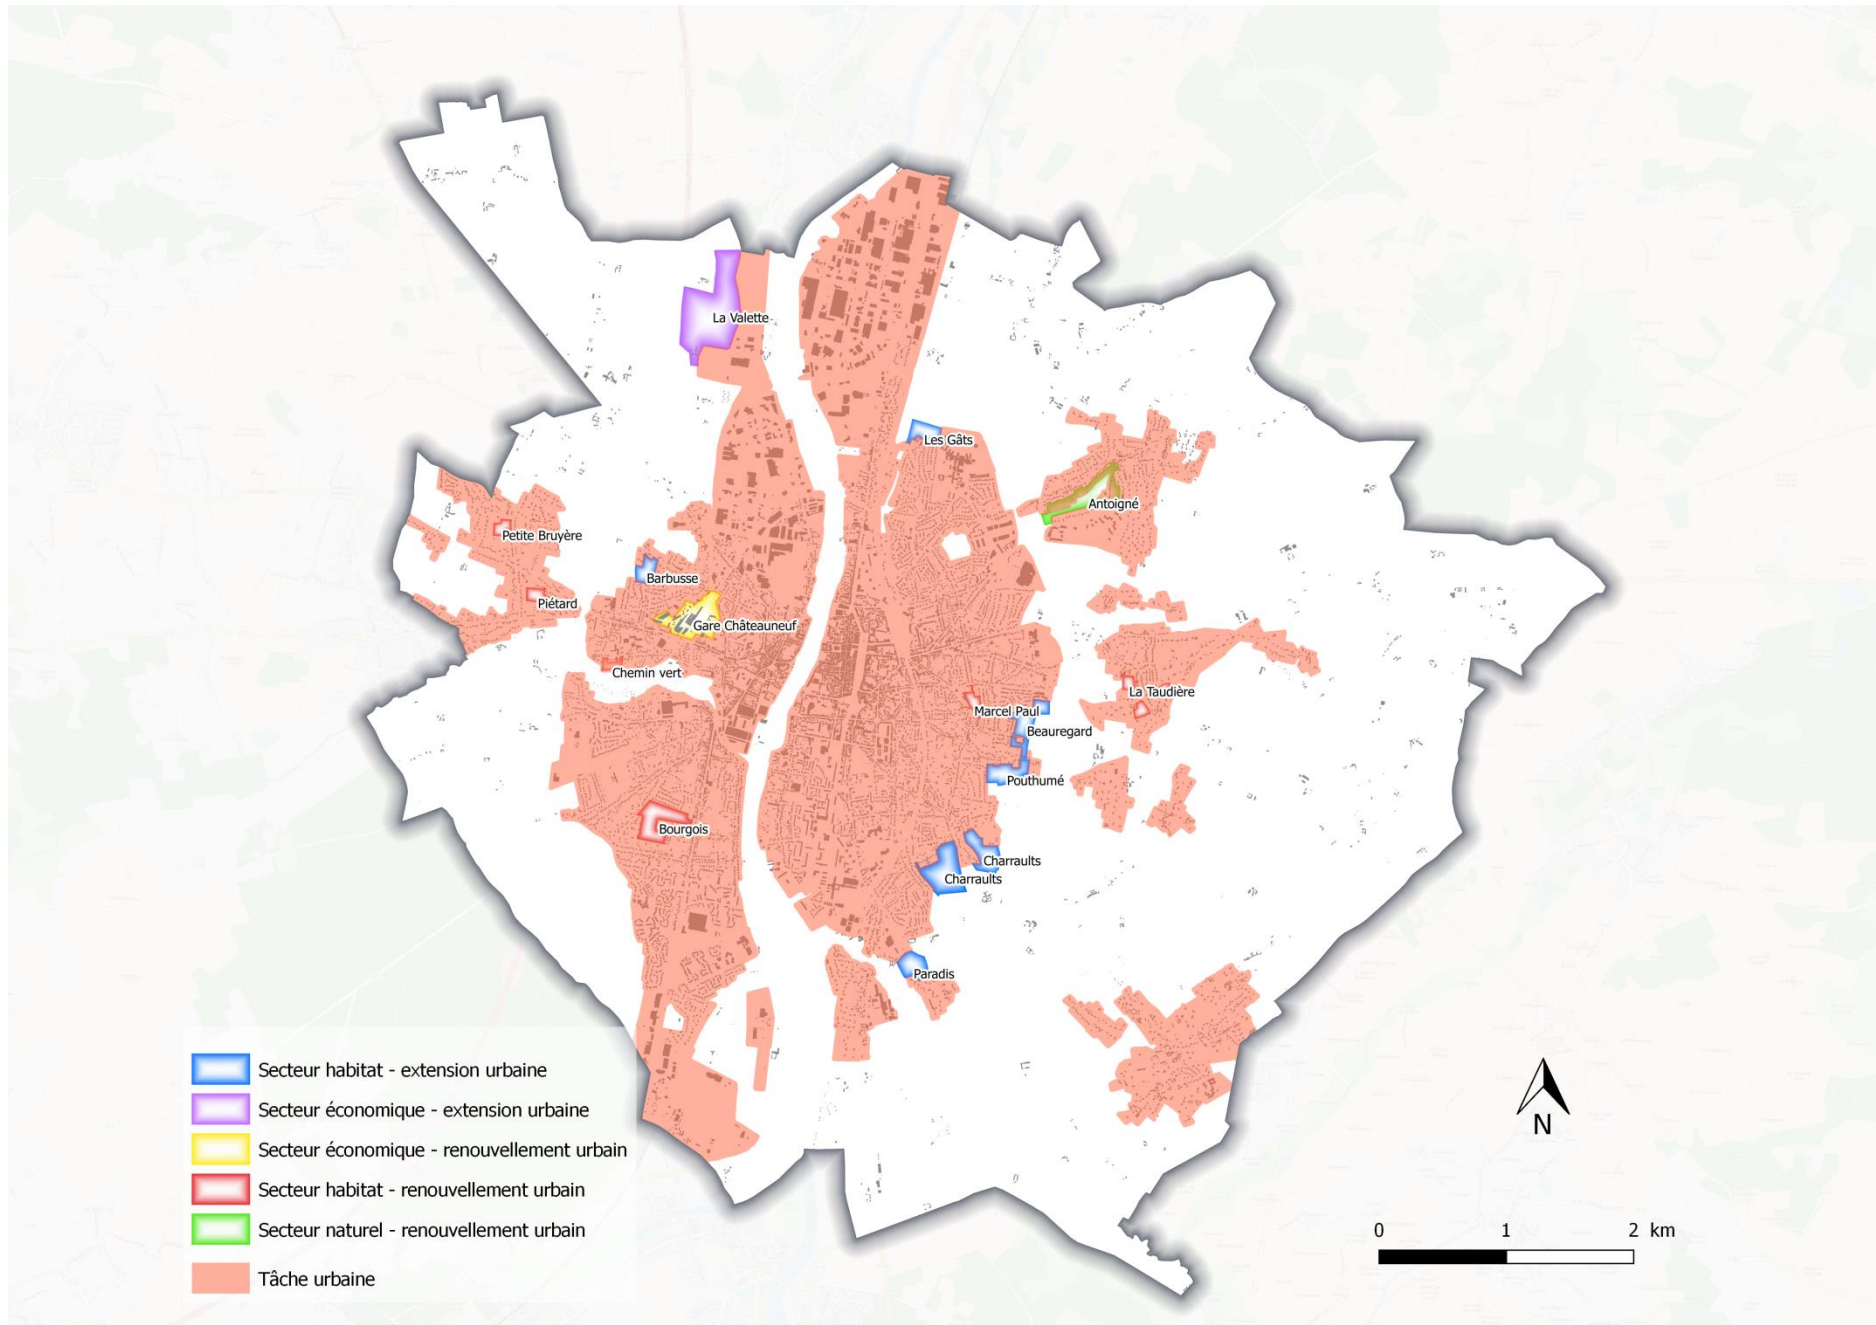 La Valette
Les Gâts
Antoigné
Petite Bruyère
Barbusse
Piétard
Gare Châteauneuf
Chemin vert
La Taudière
Marcel Paul
Beauregard
Pouthumé
Bourgois
Charraults
Charraults
Paradis
Secteur habitat - extension urbaine
Secteur économique - extension urbaine
Secteur économique - renouvellement urbain
Secteur habitat - renouvellement urbain
Secteur naturel - renouvellement urbain
Tâche urbaine
N
0 1 2 km